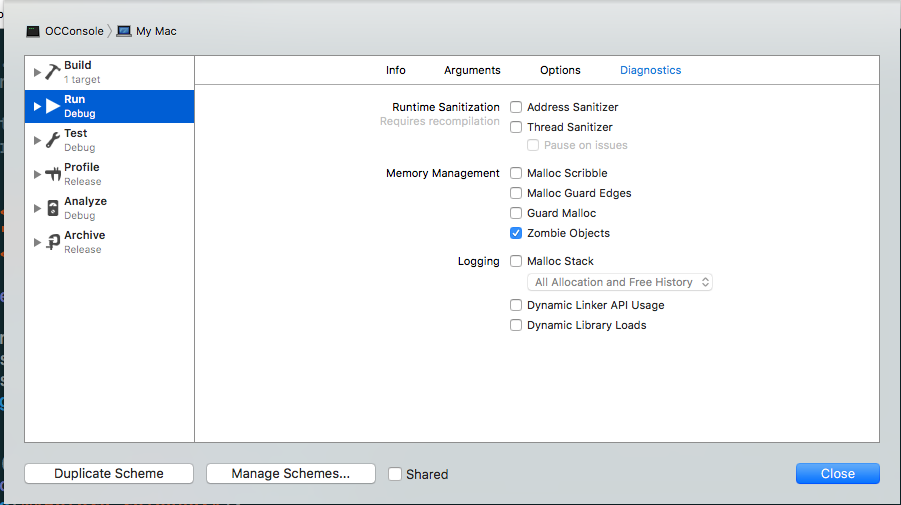 OCConsole My Mac
Build
1 target
Run
Debug
Test
Debug
Profile
Release
Analyze
Debug
Archive
Release
Info Arguments Options Diagnostics
Runtime Sanitization Address Sanitizer
Requires recompilation
Thread Sanitizer
Pause on issues
Memory Management Malloc Scribble
Malloc Guard Edges
Guard Malloc
Zombie Objects
Logging Malloc Stack
All Allocation and Free History
Dynamic Linker API Usage
Dynamic Library Loads
Duplicate Scheme Manage Schemes... Shared Close